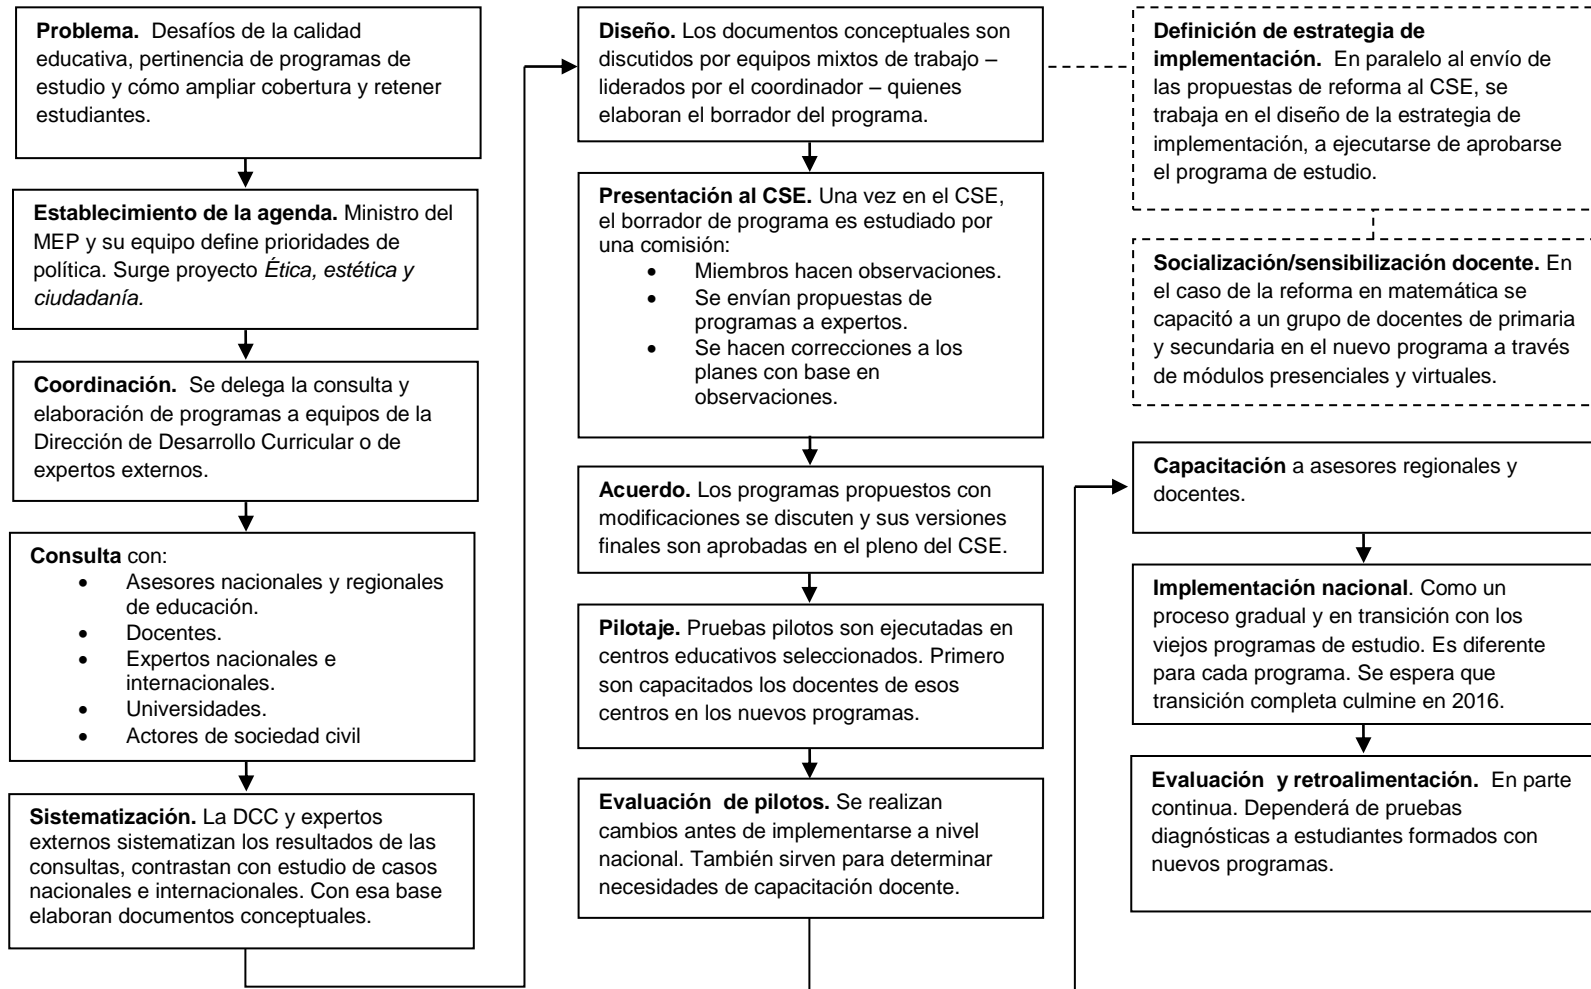 Problema. Desafíos de la calidad
educativa, pertinencia de programas de
estudio y cómo ampliar cobertura y retener
estudiantes.
Establecimiento de la agenda. Ministro del
MEP y su equipo define prioridades de
política. Surge proyecto Ética, estética y
ciudadanía.
Coordinación. Se delega la consulta y
elaboración de programas a equipos de la
Dirección de Desarrollo Curricular o de
expertos externos.
Consulta con:
• Asesores nacionales y regionales
de educación.
• Docentes.
• Expertos nacionales e
internacionales.
• Universidades.
• Actores de sociedad civil
Sistematización. La DCC y expertos
externos sistematizan los resultados de las
consultas, contrastan con estudio de casos
nacionales e internacionales. Con esa base
elaboran documentos conceptuales.
Diseño. Los documentos conceptuales son
discutidos por equipos mixtos de trabajo –
liderados por el coordinador – quienes
elaboran el borrador del programa.
Presentación al CSE. Una vez en el CSE,
el borrador de programa es estudiado por
una comisión:
• Miembros hacen observaciones.
• Se envían propuestas de
programas a expertos.
• Se hacen correcciones a los
planes con base en
observaciones.
Acuerdo. Los programas propuestos con
modificaciones se discuten y sus versiones
finales son aprobadas en el pleno del CSE.
Pilotaje. Pruebas pilotos son ejecutadas en
centros educativos seleccionados. Primero
son capacitados los docentes de esos
centros en los nuevos programas.
Evaluación de pilotos. Se realizan
cambios antes de implementarse a nivel
nacional. También sirven para determinar
necesidades de capacitación docente.
Definición de estrategia de
implementación. En paralelo al envío de
las propuestas de reforma al CSE, se
trabaja en el diseño de la estrategia de
implementación, a ejecutarse de aprobarse
el programa de estudio.
Socialización/sensibilización docente. En
el caso de la reforma en matemática se
capacitó a un grupo de docentes de primaria
y secundaria en el nuevo programa a través
de módulos presenciales y virtuales.
Capacitación a asesores regionales y
docentes.
Implementación nacional. Como un
proceso gradual y en transición con los
viejos programas de estudio. Es diferente
para cada programa. Se espera que
transición completa culmine en 2016.
Evaluación y retroalimentación. En parte
continua. Dependerá de pruebas
diagnósticas a estudiantes formados con
nuevos programas.